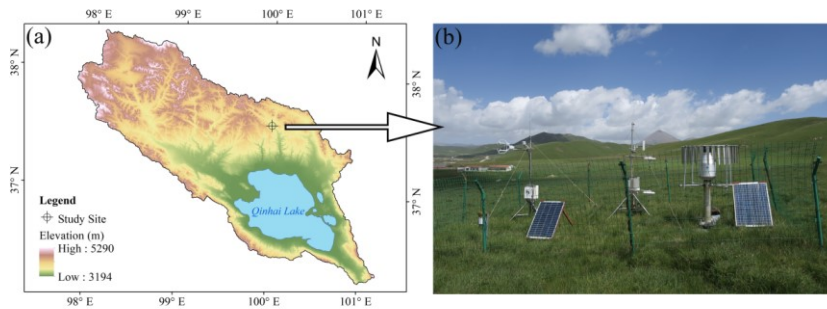 98° E
99° E
100° E
101° E
(a)
N
38° N
38° N
37° N
37° N
Qinhai Lake
Legend
Study Site
Elevation (m)
High : 5290
Low : 3194
98° E
99° E
100° E
101° E
(b)